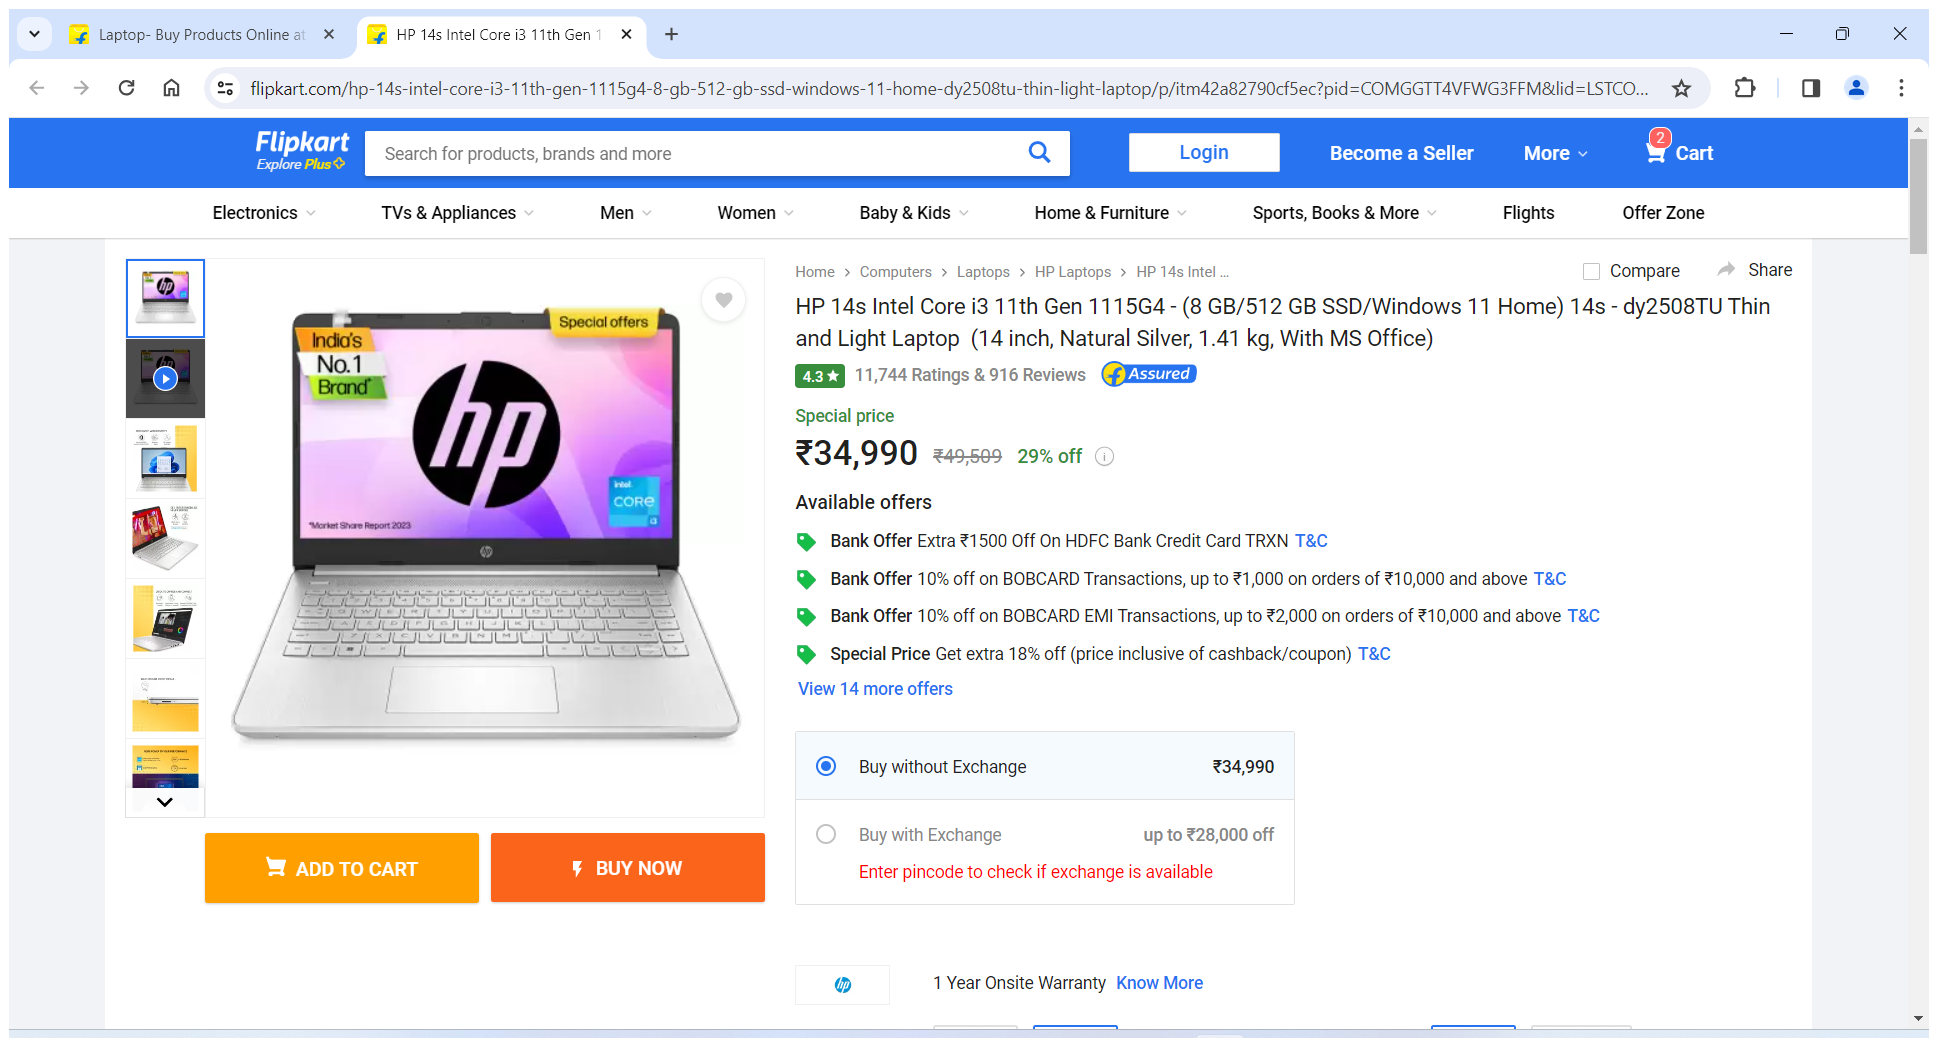 Laptop- Buy Products Online at
HP 14s Intel Core i3 11th Gen 1
flipkart.com/hp-14s-intel-core-i3-11th-gen-1115g4-8-gb-512-gb-ssd-windows-11-home-dy2508tu-thin-light-laptop/p/itm42a82790cf5ec?pid=COMGGTT4VFWG3FFM&lid=LSTCO...
Flipkart
Explore Plus
Search for products, brands and more
Login
Become a Seller
More
2
Cart
Electronics
TVs & Appliances
Men
Women
Baby & Kids
Home & Furniture
Sports, Books & More
Flights
Offer Zone
Home
Computers
Laptops
HP Laptops
HP 14s Intel ...
Compare
Share
HP 14s Intel Core i3 11th Gen 1115G4 - (8 GB/512 GB SSD/Windows 11 Home) 14s - dy2508TU Thin
and Light Laptop (14 inch, Natural Silver, 1.41 kg, With MS Office)
4.3 ★ 11,744 Ratings & 916 Reviews
Assured
Special price
₹34,990 ₹49,509 29% off
Available offers
Bank Offer Extra ₹1500 Off On HDFC Bank Credit Card TRXN T&C
Bank Offer 10% off on BOBCARD Transactions, up to ₹1,000 on orders of ₹10,000 and above T&C
Bank Offer 10% off on BOBCARD EMI Transactions, up to ₹2,000 on orders of ₹10,000 and above T&C
Special Price Get extra 18% off (price inclusive of cashback/coupon) T&C
View 14 more offers
Buy without Exchange ₹34,990
Buy with Exchange up to ₹28,000 off
Enter pincode to check if exchange is available
1 Year Onsite Warranty Know More
Special offers
India's
No.1
Brand*
hp
intel
CORE
i3
*Market Share Report 2023
hp
ADD TO CART
BUY NOW
hp